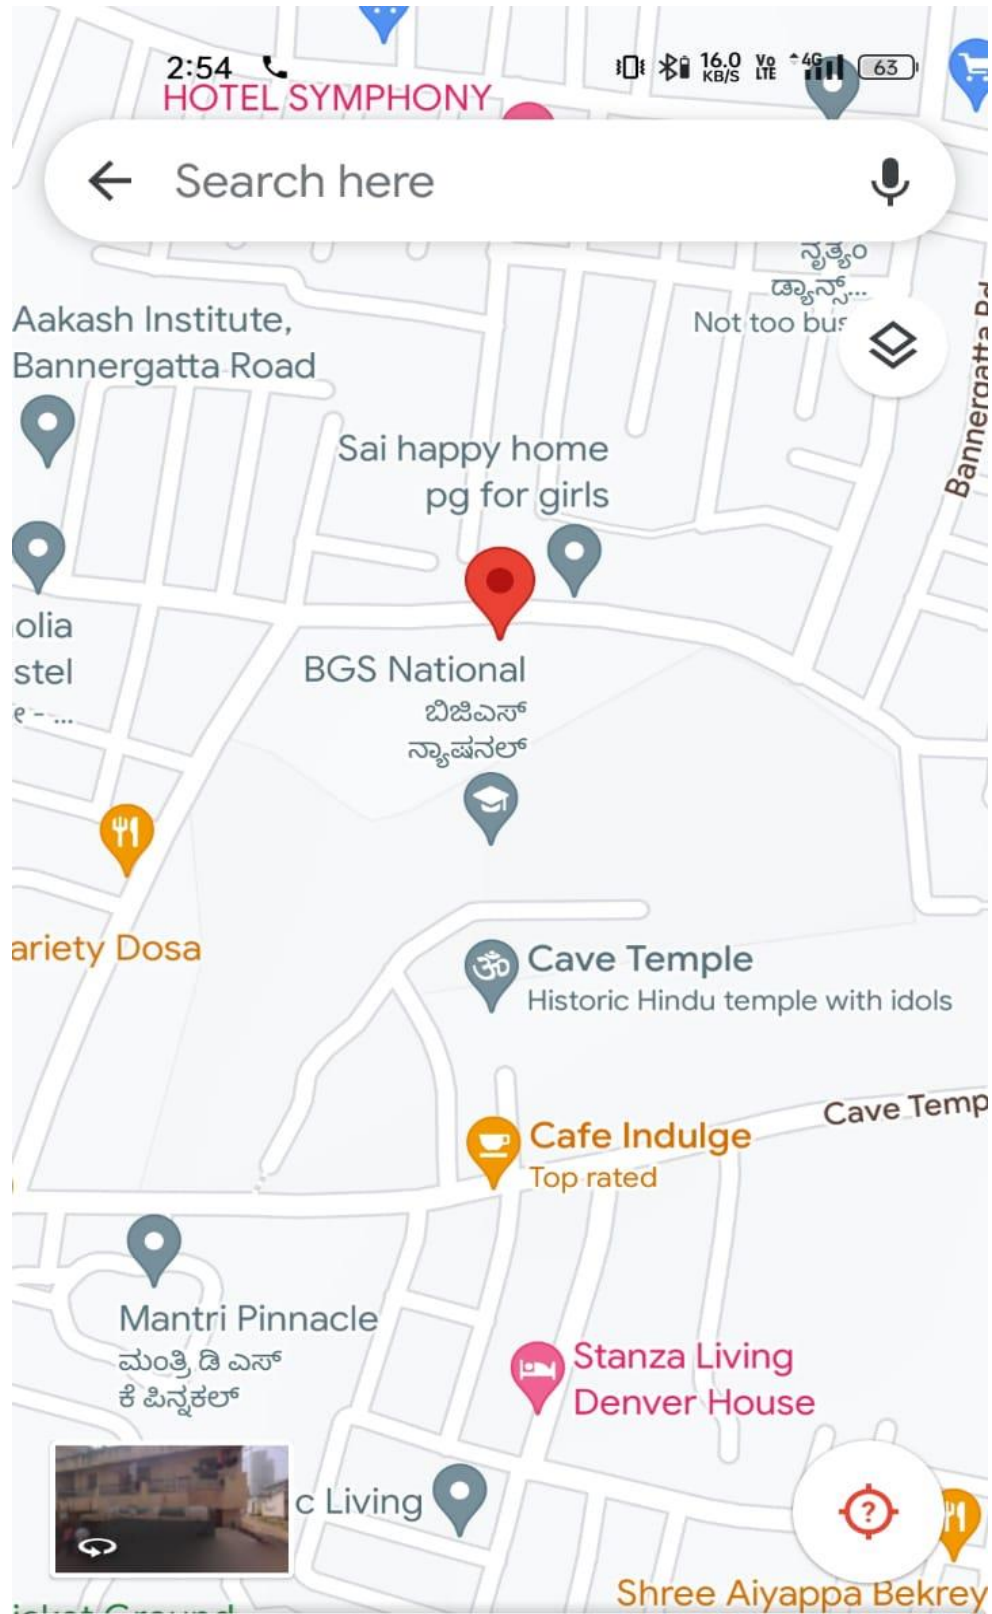 2:54
16.0
KB/S
Vo
LTE
4G
63
HOTEL SYMPHONY
Search here
ನೃತ್ಯಂ
ಡ್ಯಾನ್ಸ್...
Not too bus
Aakash Institute,
Bannergatta Road
Bannergatta Rd
Sai happy home
pg for girls
olia
stel
BGS National
ಬಿಜಿಎಸ್
ನ್ಯಾಷನಲ್
ariety Dosa
Cave Temple
Historic Hindu temple with idols
Cave Temp
Cafe Indulge
Top rated
Mantri Pinnacle
ಮಂತ್ರಿ ಡಿ ಎಸ್
ಕೆ ಪಿನ್ನಕಲ್
Stanza Living
Denver House
c Living
Shree Aiyappa Bekrey